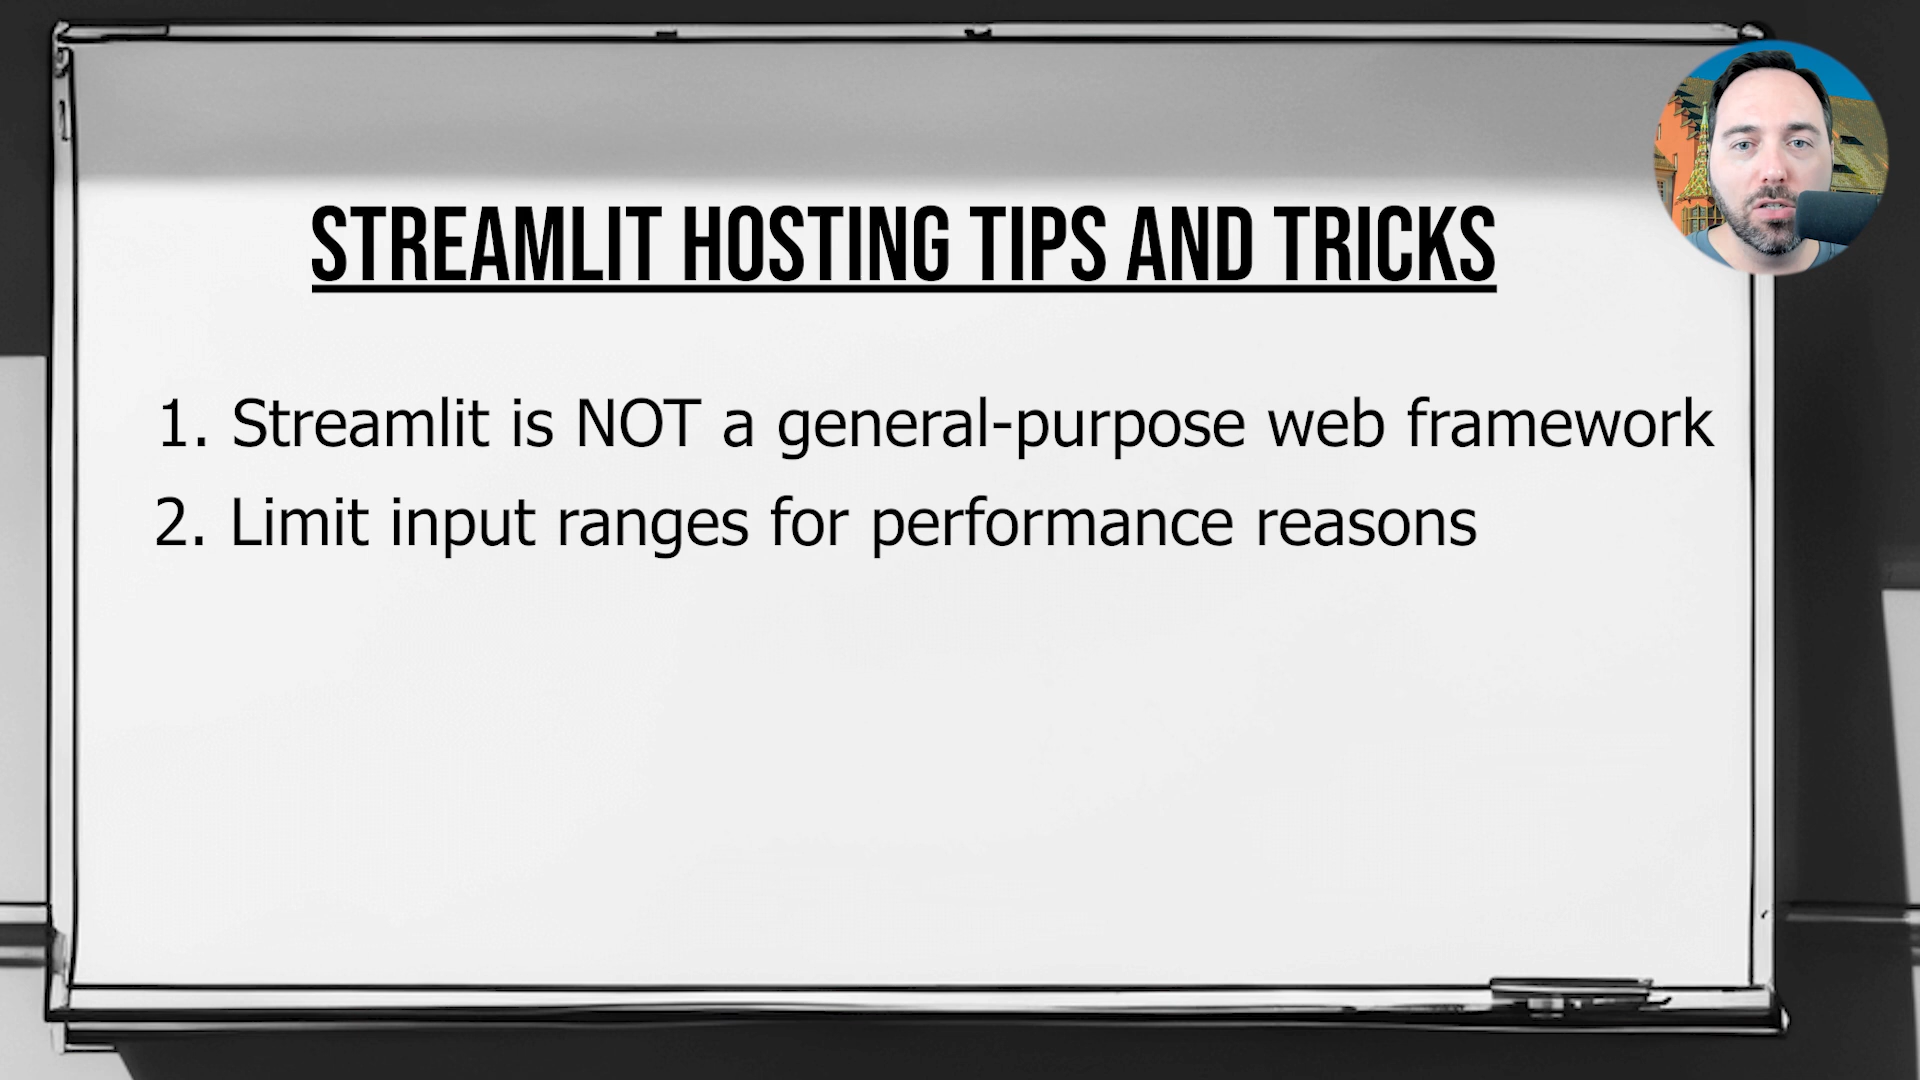 STREAMLIT HOSTING TIPS AND TRICKS
1. Streamlit is NOT a general-purpose web framework
2. Limit input ranges for performance reasons